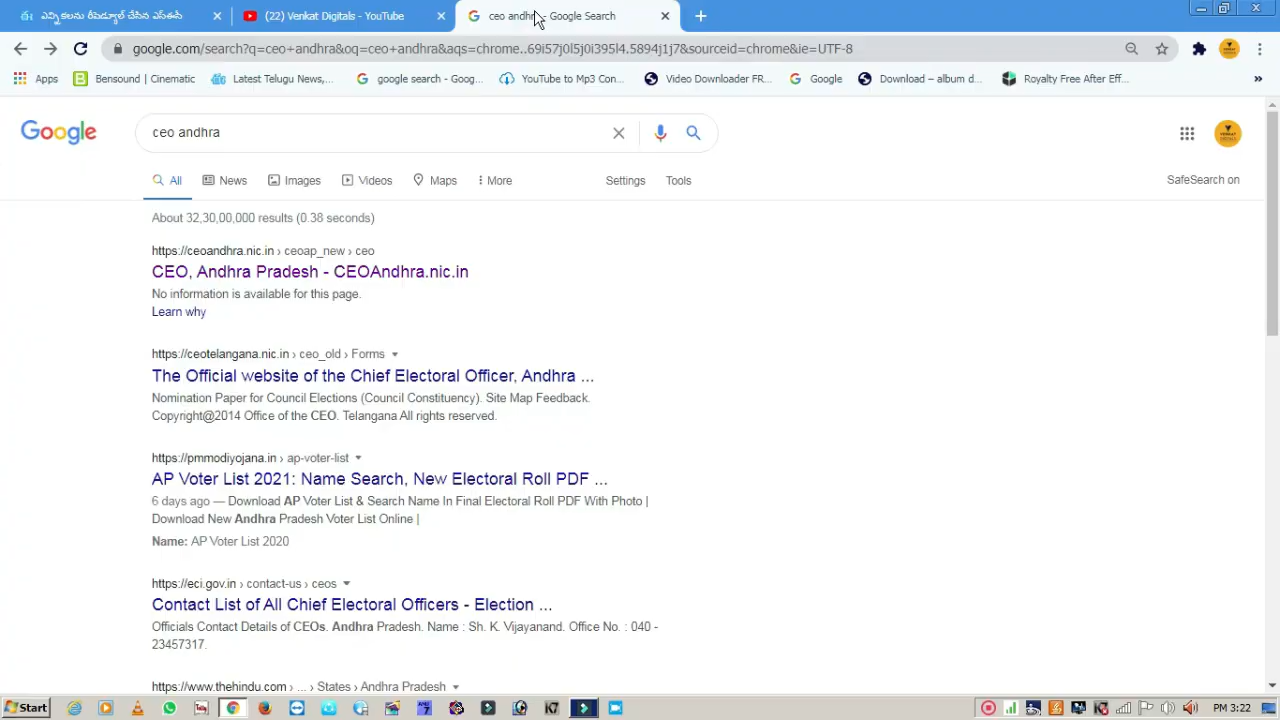 ఎన్నికలను రీషెడ్యూల్ చేసిన ఎస్ఈసీ
(22) Venkat Digitals - YouTube
ceo andhra - Google Search
google.com/search?q=ceo+andhra&oq=ceo+andhra&aqs=chrome..69i57j0l5j0i395l4.5894j1j7&sourceid=chrome&ie=UTF-8
Apps
Bensound | Cinematic
Latest Telugu News,...
google search - Goog...
YouTube to Mp3 Con...
Video Downloader FR...
Google
Download – album d...
Royalty Free After Eff...
»
Google
ceo andhra
All
News
Images
Videos
Maps
More
Settings
Tools
SafeSearch on
About 32,30,00,000 results (0.38 seconds)
https://ceoandhra.nic.in › ceoap_new › ceo
CEO, Andhra Pradesh - CEOAndhra.nic.in
No information is available for this page.
Learn why
https://ceotelangana.nic.in › ceo_old › Forms
The Official website of the Chief Electoral Officer, Andhra ...
Nomination Paper for Council Elections (Council Constituency). Site Map Feedback.
Copyright@2014 Office of the CEO. Telangana All rights reserved.
https://pmmodiyojana.in › ap-voter-list
AP Voter List 2021: Name Search, New Electoral Roll PDF ...
6 days ago — Download AP Voter List & Search Name In Final Electoral Roll PDF With Photo |
Download New Andhra Pradesh Voter List Online |
Name: AP Voter List 2020
https://eci.gov.in › contact-us › ceos
Contact List of All Chief Electoral Officers - Election ...
Officials Contact Details of CEOs. Andhra Pradesh. Name : Sh. K. Vijayanand. Office No. : 040 -
23457317.
https://www.thehindu.com › ... › States › Andhra Pradesh
Start
3:22 PM